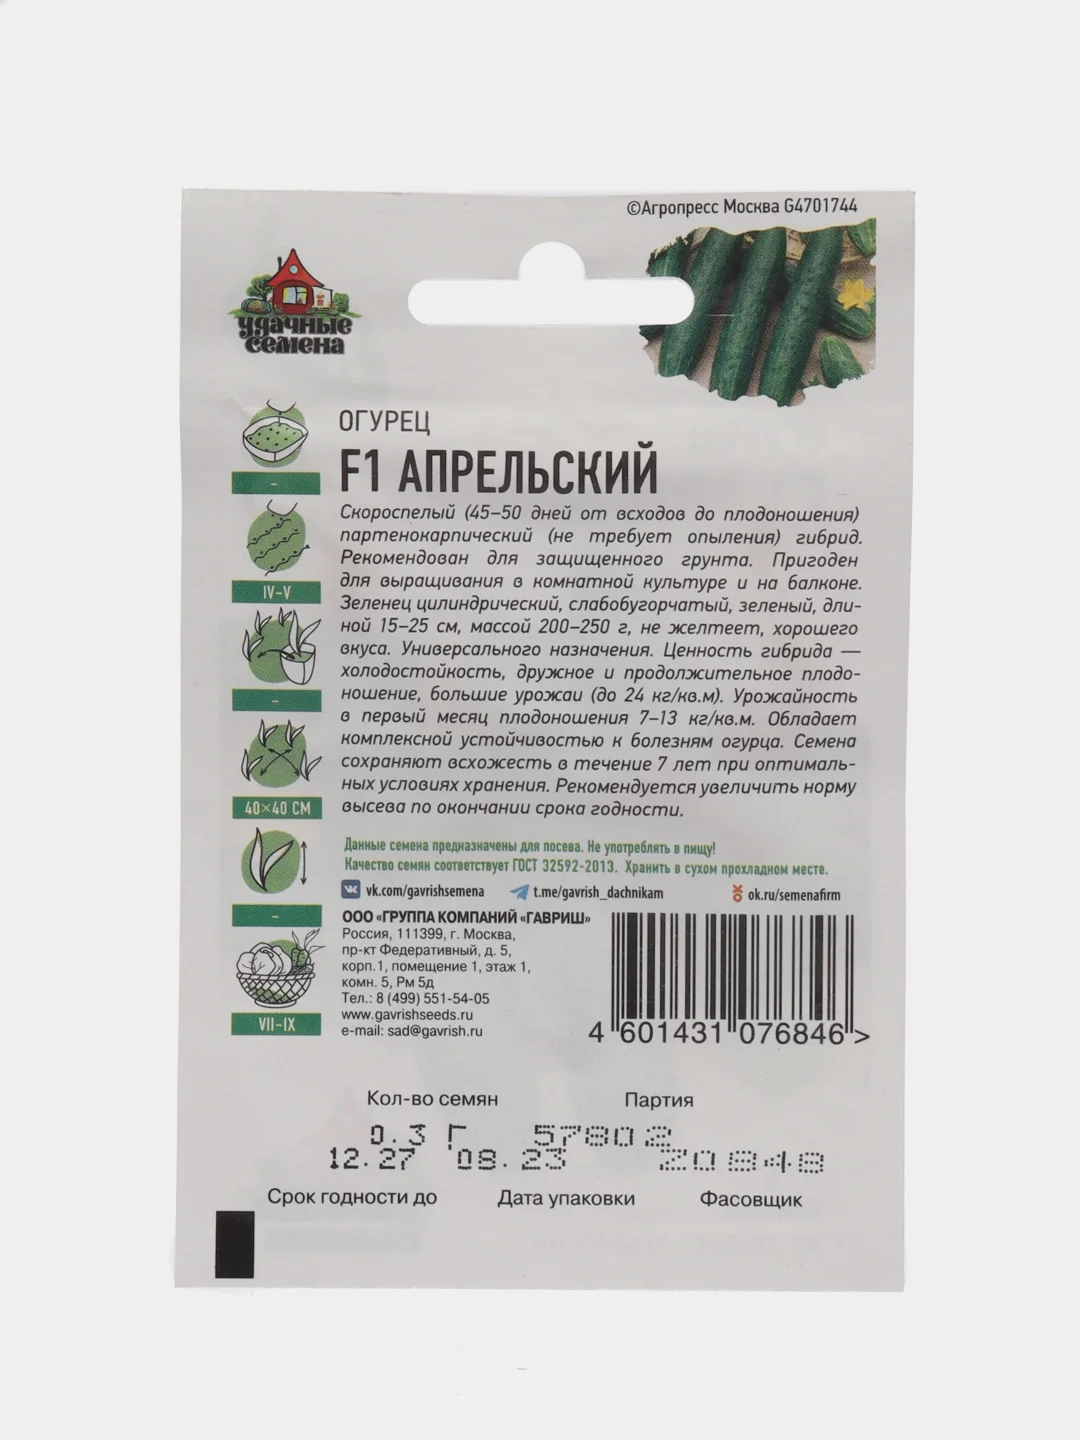 ©Агропресс Москва G4701744
удачные
семена
ОГУРЕЦ
F1 АПРЕЛЬСКИЙ
Скороспелый (45–50 дней от всходов до плодоношения)
партенокарпический (не требует опыления) гибрид.
Рекомендован для защищенного грунта. Пригоден
для выращивания в комнатной культуре и на балконе.
Зеленец цилиндрический, слабобугорчатый, зеленый, дли-
ной 15–25 см, массой 200–250 г, не желтеет, хорошего
вкуса. Универсального назначения. Ценность гибрида —
холодостойкость, дружное и продолжительное плодо-
ношение, большие урожаи (до 24 кг/кв.м). Урожайность
в первый месяц плодоношения 7–13 кг/кв.м. Обладает
комплексной устойчивостью к болезням огурца. Семена
сохраняют всхожесть в течение 7 лет при оптималь-
ных условиях хранения. Рекомендуется увеличить норму
высева по окончании срока годности.
–
IV–V
–
40×40 СМ
–
VII–IX
Данные семена предназначены для посева. Не употреблять в пищу!
Качество семян соответствует ГОСТ 32592-2013. Хранить в сухом прохладном месте.
vk.com/gavrishsemena t.me/gavrish_dachnikam ok.ru/semenafirm
ООО «ГРУППА КОМПАНИЙ «ГАВРИШ»
Россия, 111399, г. Москва,
пр-кт Федеративный, д. 5,
корп.1, помещение 1, этаж 1,
комн. 5, Рм 5д
Тел.: 8 (499) 551-54-05
www.gavrishseeds.ru
e-mail: sad@gavrish.ru
4 601431 076846 >
Кол-во семян Партия
0.3 Г 57802
12.27 08.23 20848
Срок годности до Дата упаковки Фасовщик